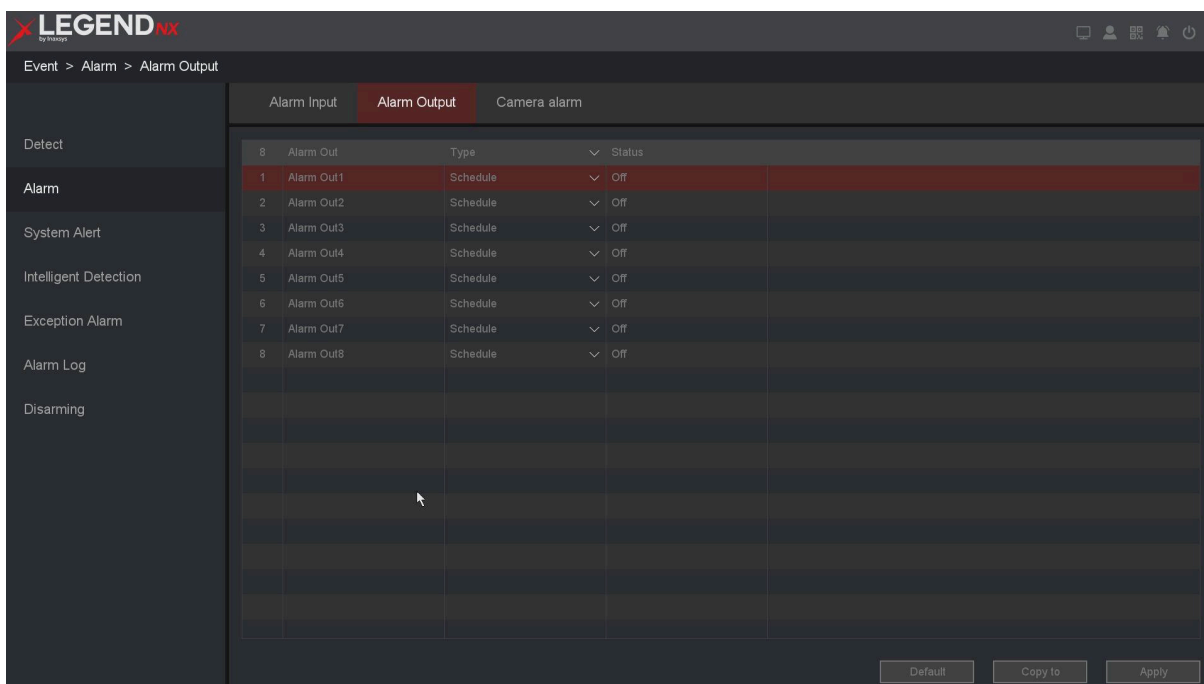 LEGEND NX
by Inaxsys
Event > Alarm > Alarm Output
Alarm Input Alarm Output Camera alarm
Detect
Alarm
System Alert
Intelligent Detection
Exception Alarm
Alarm Log
Disarming
8 Alarm Out Type Status
1 Alarm Out1 Schedule Off
2 Alarm Out2 Schedule Off
3 Alarm Out3 Schedule Off
4 Alarm Out4 Schedule Off
5 Alarm Out5 Schedule Off
6 Alarm Out6 Schedule Off
7 Alarm Out7 Schedule Off
8 Alarm Out8 Schedule Off
Default Copy to Apply